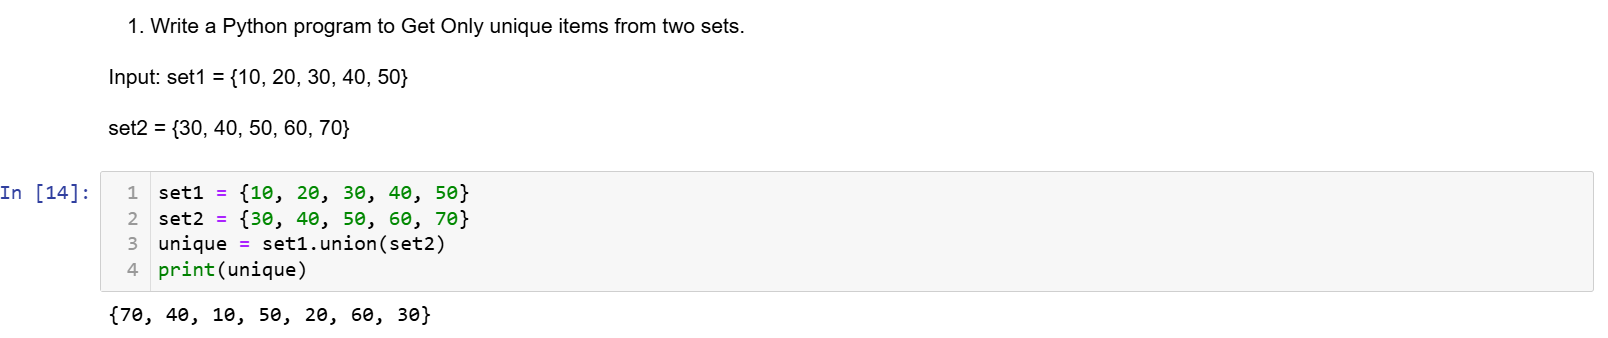 1. Write a Python program to Get Only unique items from two sets.
Input: set1 = {10, 20, 30, 40, 50}
set2 = {30, 40, 50, 60, 70}
In [14]:
1 set1 = {10, 20, 30, 40, 50}
2 set2 = {30, 40, 50, 60, 70}
3 unique = set1.union(set2)
4 print(unique)
{70, 40, 10, 50, 20, 60, 30}